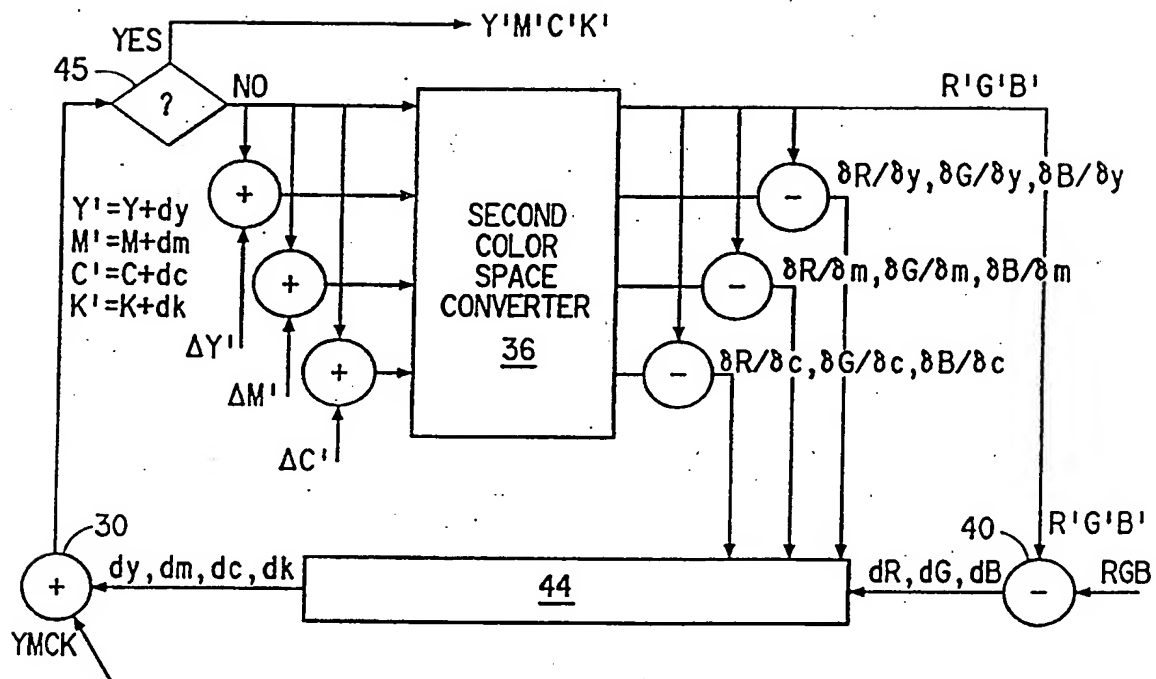 YES
Y'M'C'K'
45
?
NO
R'G'B'
+
-
δR/δy,δG/δy,δB/δy
Y'=Y+dy
M'=M+dm
C'=C+dc
K'=K+dk
SECOND
COLOR
SPACE
CONVERTER
36
+
-
δR/δm,δG/δm,δB/δm
ΔY'
+
-
δR/δc,δG/δc,δB/δc
ΔM'
ΔC'
30
40
R'G'B'
+
dy,dm,dc,dk
44
dR,dG,dB
-
RGB
YMCK